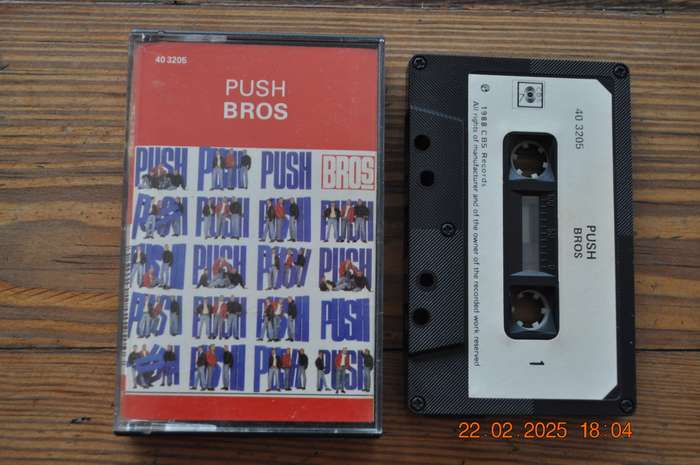 40 3205
PUSH
BROS
PUSH PUSH PUSH BROS
PUSH PUSH PUSH PUSH
PUSH PUSH PUSH PUSH
PUSH PUSH PUSH PUSH
PUSH PUSH PUSH PUSH
40 3205
PUSH
BROS
1
℗ 1988 CBS Records
All rights of manufacturer and of the owner of the recorded work reserved
22.02.2025 18:04